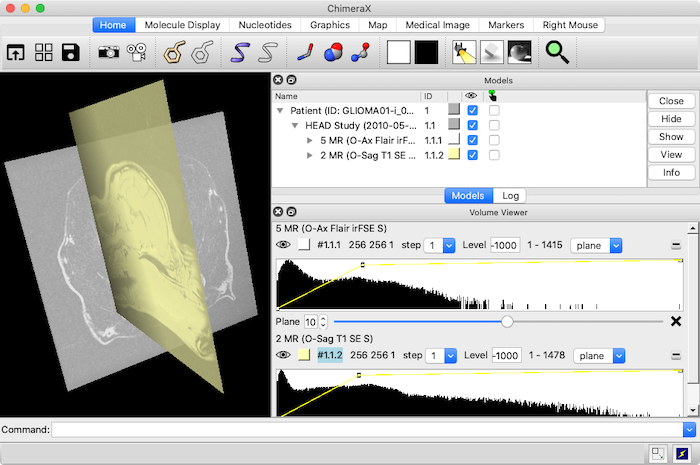 ChimeraX
Home Molecule Display Nucleotides Graphics Map Medical Image Markers Right Mouse
Models
Name ID
Patient (ID: GLIOMA01-i_0... 1
HEAD Study (2010-05-... 1.1
5 MR (O-Ax Flair irF... 1.1.1
2 MR (O-Sag T1 SE ... 1.1.2
Close
Hide
Show
View
Info
Models Log
Volume Viewer
5 MR (O-Ax Flair irFSE S)
#1.1.1 256 256 1 step 1 Level -1000 1 - 1415 plane
Plane 10
2 MR (O-Sag T1 SE S)
#1.1.2 256 256 1 step 1 Level -1000 1 - 1478 plane
Command: